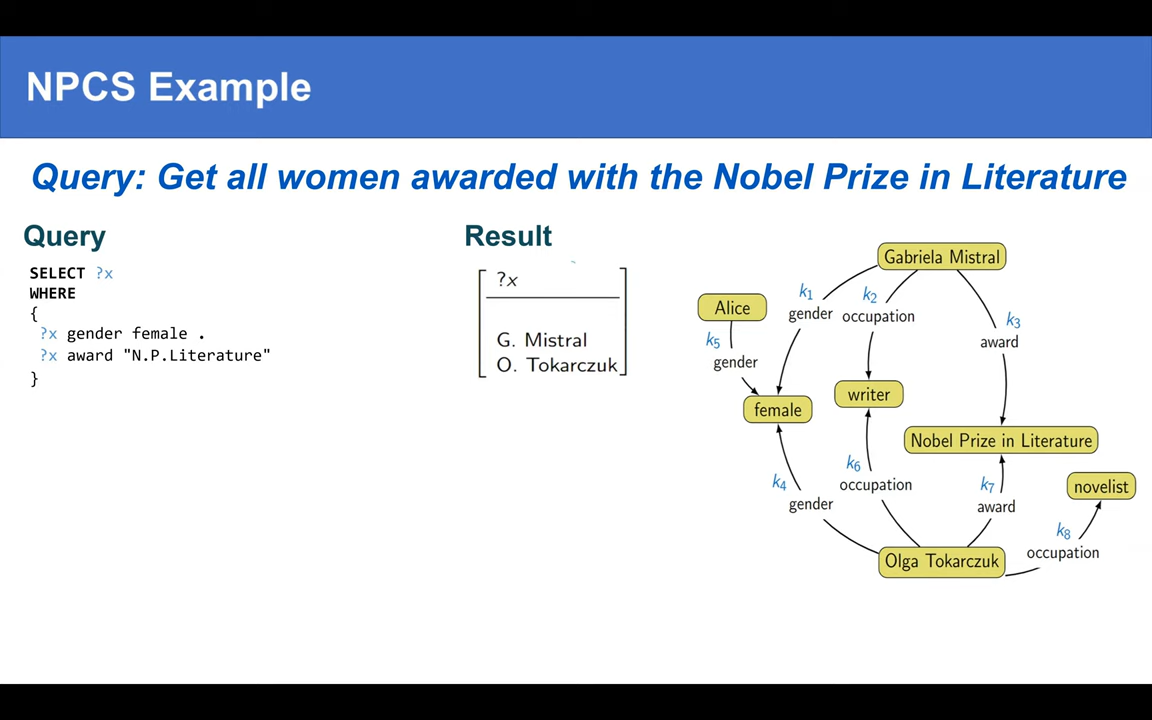 NPCS Example
Query: Get all women awarded with the Nobel Prize in Literature
Query
SELECT ?x
WHERE
{
?x gender female .
?x award "N.P.Literature"
}
Result
?x
G. Mistral
O. Tokarczuk
Gabriela Mistral
Alice
k1
gender
k2
occupation
k3
award
k5
gender
female
writer
Nobel Prize in Literature
k4
gender
k6
occupation
k7
award
novelist
k8
occupation
Olga Tokarczuk